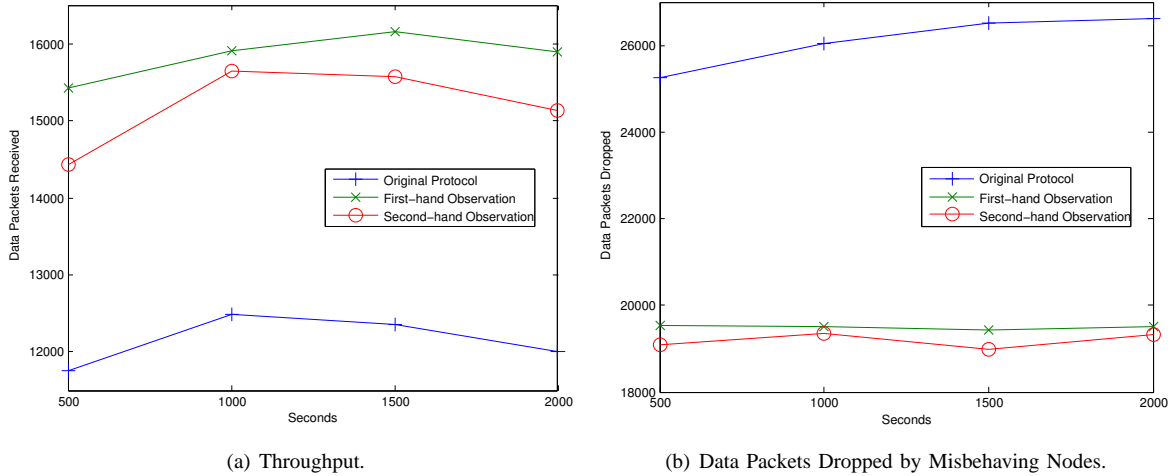 16000
15000
14000
13000
12000
Data Packets Received
Original Protocol
First-hand Observation
Second-hand Observation
500
1000
1500
2000
Seconds
(a) Throughput.
26000
24000
22000
20000
18000
Data Packets Dropped
Original Protocol
First-hand Observation
Second-hand Observation
500
1000
1500
2000
Seconds
(b) Data Packets Dropped by Misbehaving Nodes.